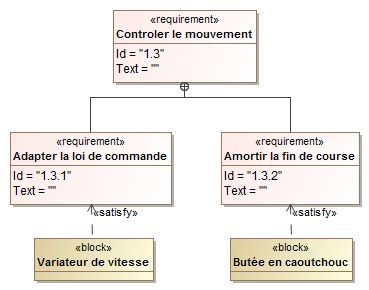 «requirement»
Controler le mouvement
Id = "1.3"
Text = ""
«requirement»
Adapter la loi de commande
Id = "1.3.1"
Text = ""
«requirement»
Amortir la fin de course
Id = "1.3.2"
Text = ""
«satisfy»
«satisfy»
«block»
Variateur de vitesse
«block»
Butée en caoutchouc